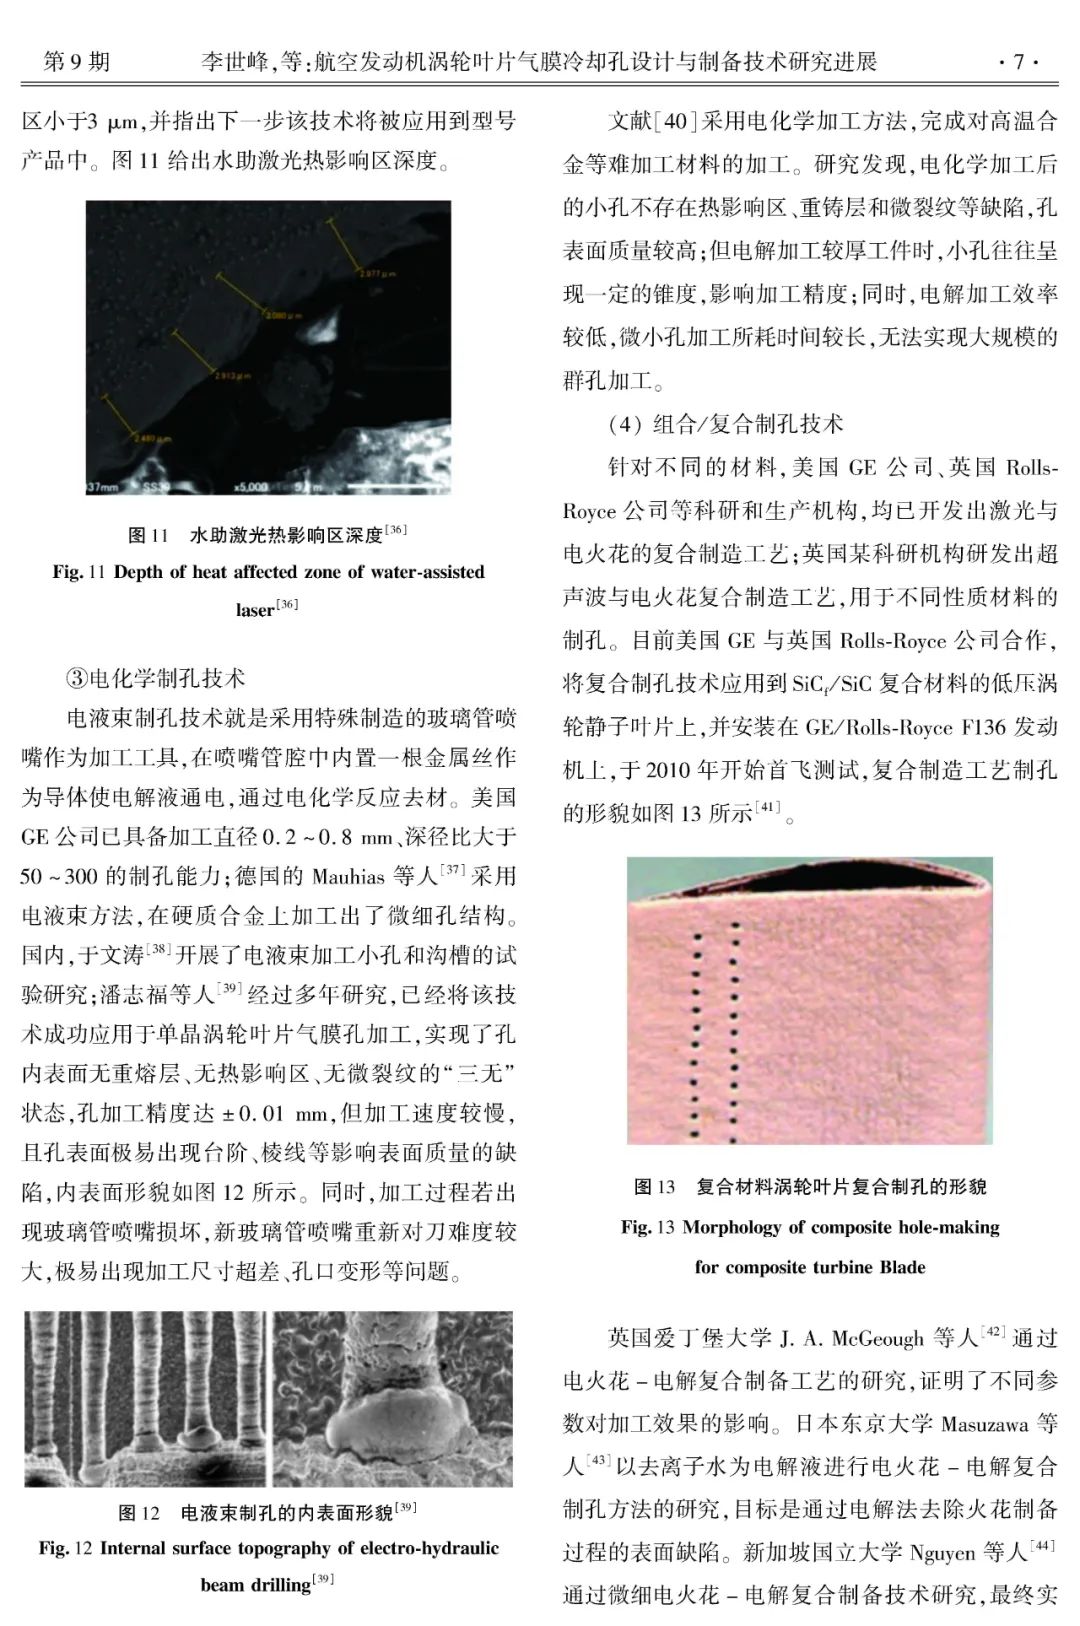 第 9 期 李世峰,等:航空发动机涡轮叶片气膜冷却孔设计与制备技术研究进展 ·7·
区小于3 μm,并指出下一步该技术将被应用到型号
产品中。图 11 给出水助激光热影响区深度。
2.977μm
3.080μm
2.913μm
2.480μm
37mm SS30 x5,000 m
图 11 水助激光热影响区深度[36]
Fig. 11 Depth of heat affected zone of water-assisted
laser[36]
③电化学制孔技术
电液束制孔技术就是采用特殊制造的玻璃管喷
嘴作为加工工具,在喷嘴管腔中内置一根金属丝作
为导体使电解液通电,通过电化学反应去材。美国
GE 公司已具备加工直径 0.2 ~ 0.8 mm、深径比大于
50 ~ 300 的制孔能力;德国的 Mauhias 等人[37]采用
电液束方法,在硬质合金上加工出了微细孔结构。
国内,于文涛[38]开展了电液束加工小孔和沟槽的试
验研究;潘志福等人[39]经过多年研究,已经将该技
术成功应用于单晶涡轮叶片气膜孔加工,实现了孔
内表面无重熔层、无热影响区、无微裂纹的“三无”
状态,孔加工精度达 ±0.01 mm,但加工速度较慢,
且孔表面极易出现台阶、棱线等影响表面质量的缺
陷,内表面形貌如图 12 所示。同时,加工过程若出
现玻璃管喷嘴损坏,新玻璃管喷嘴重新对刀难度较
大,极易出现加工尺寸超差、孔口变形等问题。
图 12 电液束制孔的内表面形貌[39]
Fig. 12 Internal surface topography of electro-hydraulic
beam drilling[39]
文献[40]采用电化学加工方法,完成对高温合
金等难加工材料的加工。研究发现,电化学加工后
的小孔不存在热影响区、重铸层和微裂纹等缺陷,孔
表面质量较高;但电解加工较厚工件时,小孔往往呈
现一定的锥度,影响加工精度;同时,电解加工效率
较低,微小孔加工所耗时间较长,无法实现大规模的
群孔加工。
(4) 组合/复合制孔技术
针对不同的材料,美国 GE 公司、英国 Rolls-
Royce 公司等科研和生产机构,均已开发出激光与
电火花的复合制造工艺;英国某科研机构研发出超
声波与电火花复合制造工艺,用于不同性质材料的
制孔。目前美国 GE 与英国 Rolls-Royce 公司合作,
将复合制孔技术应用到 SiCf/SiC 复合材料的低压涡
轮静子叶片上,并安装在 GE/Rolls-Royce F136 发动
机上,于 2010 年开始首飞测试,复合制造工艺制孔
的形貌如图 13 所示[41]。
图 13 复合材料涡轮叶片复合制孔的形貌
Fig. 13 Morphology of composite hole-making
for composite turbine Blade
英国爱丁堡大学 J. A. McGeough 等人[42]通过
电火花 – 电解复合制备工艺的研究,证明了不同参
数对加工效果的影响。日本东京大学 Masuzawa 等
人[43]以去离子水为电解液进行电火花 – 电解复合
制孔方法的研究,目标是通过电解法去除火花制备
过程的表面缺陷。新加坡国立大学 Nguyen 等人[44]
通过微细电火花 – 电解复合制备技术研究,最终实